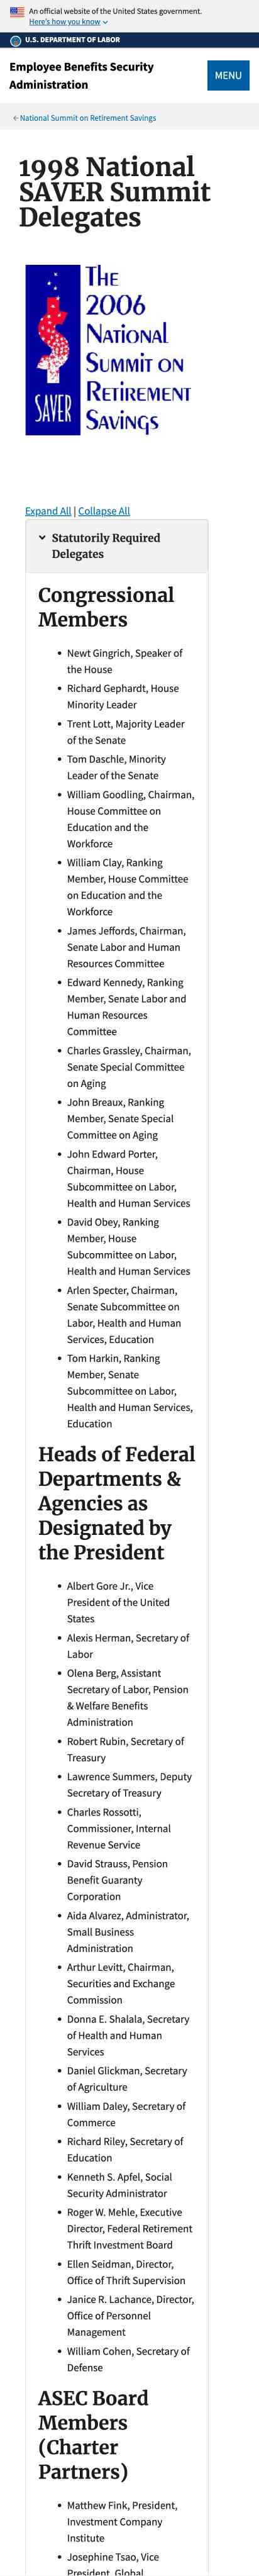 An official website of the United States government.
Here's how you know
U.S. DEPARTMENT OF LABOR
Employee Benefits Security
Administration
MENU
National Summit on Retirement Savings
1998 National
SAVER Summit
Delegates
SAVER
THE
2006
NATIONAL
SUMMIT ON
RETIREMENT
SAVINGS
Expand All | Collapse All
Statutorily Required
Delegates
Congressional
Members
• Newt Gingrich, Speaker of
the House
• Richard Gephardt, House
Minority Leader
• Trent Lott, Majority Leader
of the Senate
• Tom Daschle, Minority
Leader of the Senate
• William Goodling, Chairman,
House Committee on
Education and the
Workforce
• William Clay, Ranking
Member, House Committee
on Education and the
Workforce
• James Jeffords, Chairman,
Senate Labor and Human
Resources Committee
• Edward Kennedy, Ranking
Member, Senate Labor and
Human Resources
Committee
• Charles Grassley, Chairman,
Senate Special Committee
on Aging
• John Breaux, Ranking
Member, Senate Special
Committee on Aging
• John Edward Porter,
Chairman, House
Subcommittee on Labor,
Health and Human Services
• David Obey, Ranking
Member, House
Subcommittee on Labor,
Health and Human Services
• Arlen Specter, Chairman,
Senate Subcommittee on
Labor, Health and Human
Services, Education
• Tom Harkin, Ranking
Member, Senate
Subcommittee on Labor,
Health and Human Services,
Education
Heads of Federal
Departments &
Agencies as
Designated by
the President
• Albert Gore Jr., Vice
President of the United
States
• Alexis Herman, Secretary of
Labor
• Olena Berg, Assistant
Secretary of Labor, Pension
& Welfare Benefits
Administration
• Robert Rubin, Secretary of
Treasury
• Lawrence Summers, Deputy
Secretary of Treasury
• Charles Rossotti,
Commissioner, Internal
Revenue Service
• David Strauss, Pension
Benefit Guaranty
Corporation
• Aida Alvarez, Administrator,
Small Business
Administration
• Arthur Levitt, Chairman,
Securities and Exchange
Commission
• Donna E. Shalala, Secretary
of Health and Human
Services
• Daniel Glickman, Secretary
of Agriculture
• William Daley, Secretary of
Commerce
• Richard Riley, Secretary of
Education
• Kenneth S. Apfel, Social
Security Administrator
• Roger W. Mehle, Executive
Director, Federal Retirement
Thrift Investment Board
• Ellen Seidman, Director,
Office of Thrift Supervision
• Janice R. Lachance, Director,
Office of Personnel
Management
• William Cohen, Secretary of
Defense
ASEC Board
Members
(Charter
Partners)
• Matthew Fink, President,
Investment Company
Institute
• Josephine Tsao, Vice
President, Global